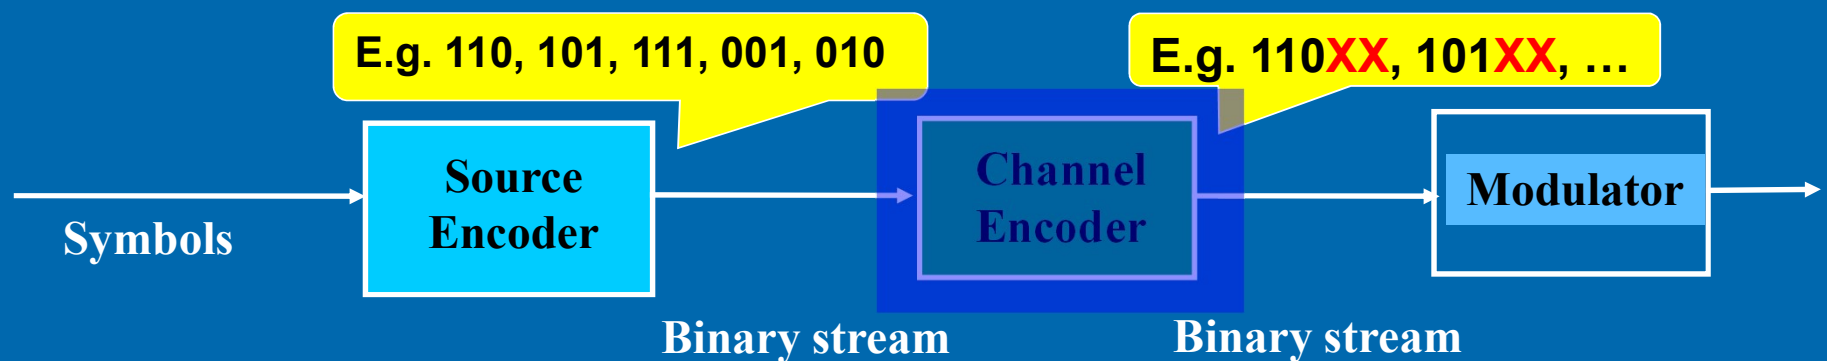 E.g. 110, 101, 111, 001, 010
E.g. 110XX, 101XX, …
Symbols
Source
Encoder
Channel
Encoder
Modulator
Binary stream
Binary stream